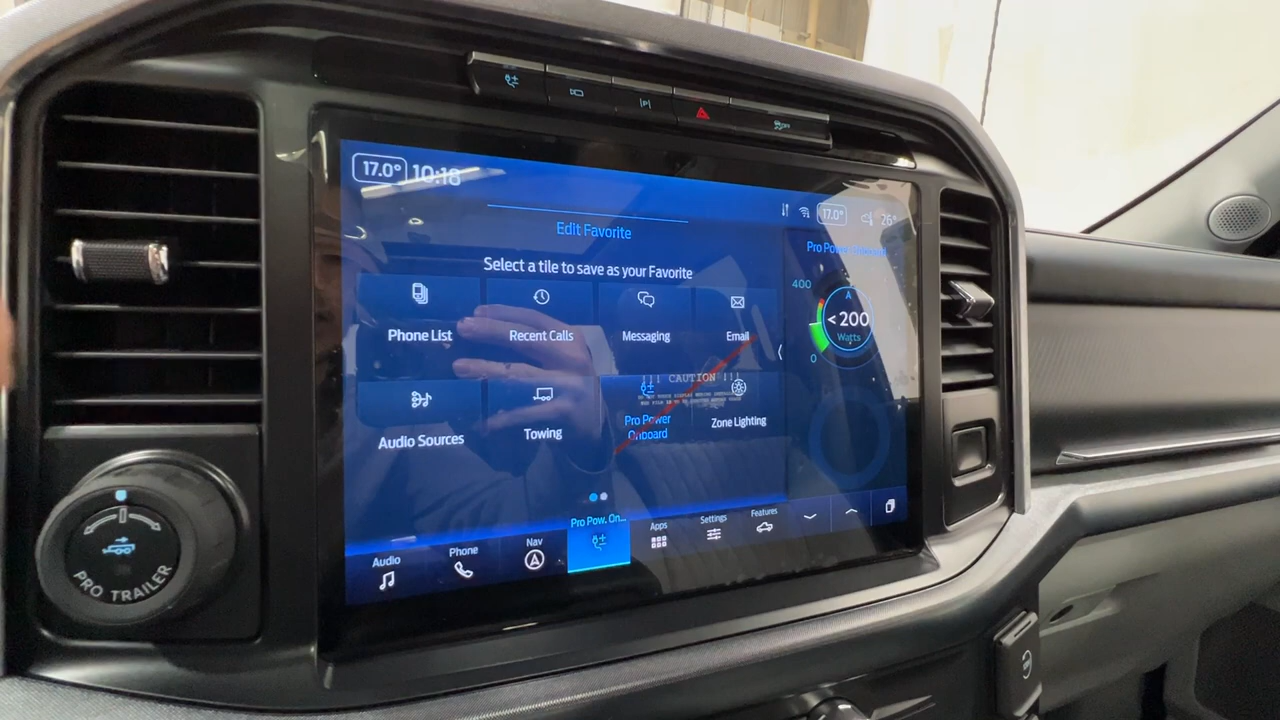 17.0° 10:18
17.0° 26°
Edit Favorite
Select a tile to save as your Favorite
Phone List
Recent Calls
Messaging
Email
Audio Sources
Towing
Pro Power
Onboard
Zone Lighting
!!! CAUTION !!!
Pro Power Onboard
400
A
<200
Watts
0
Audio
Phone
Nav
Pro Pow. On...
Apps
Settings
Features
PRO TRAILER
P
OFF